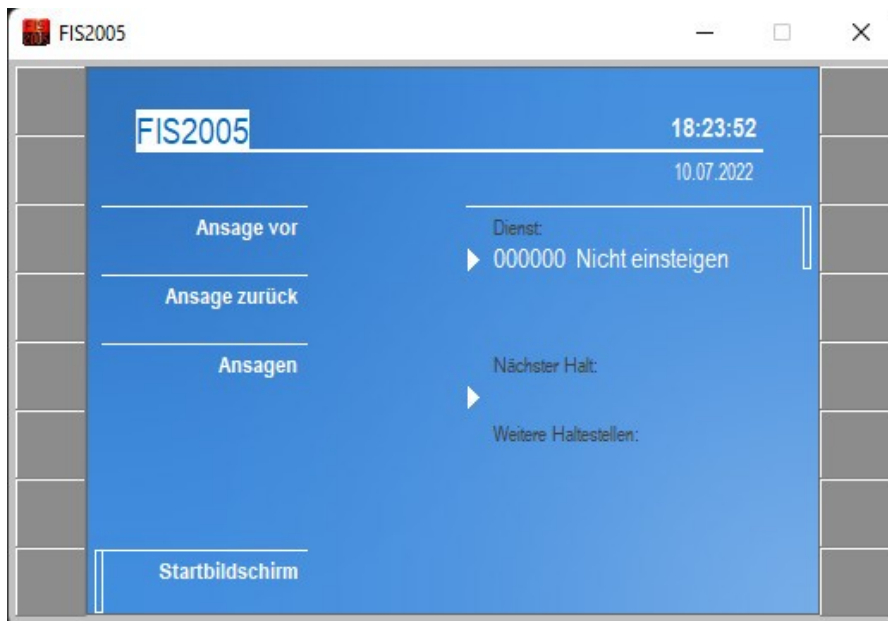 FIS2005
FIS2005
18:23:52
10.07.2022
Ansage vor
Dienst:
000000 Nicht einsteigen
Ansage zurück
Ansagen
Nächster Halt:
Weitere Haltestellen:
Startbildschirm